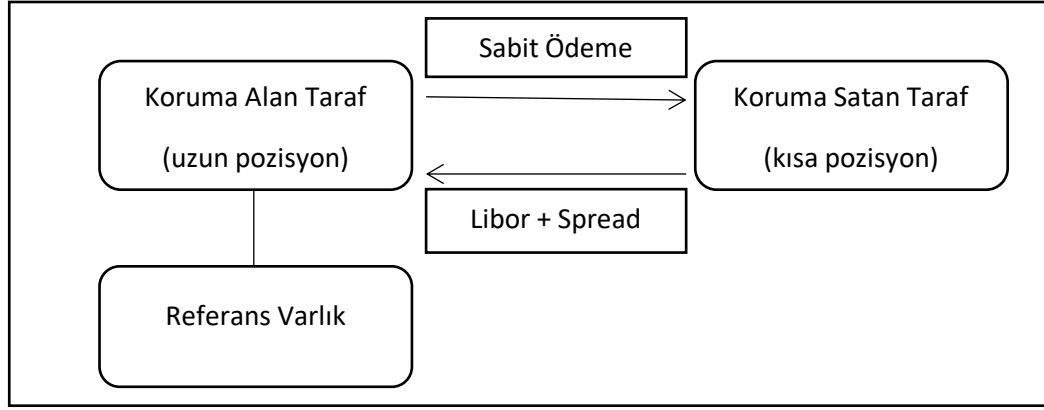 Sabit Ödeme
Koruma Alan Taraf
(uzun pozisyon)
Koruma Satan Taraf
(kısa pozisyon)
Libor + Spread
Referans Varlık